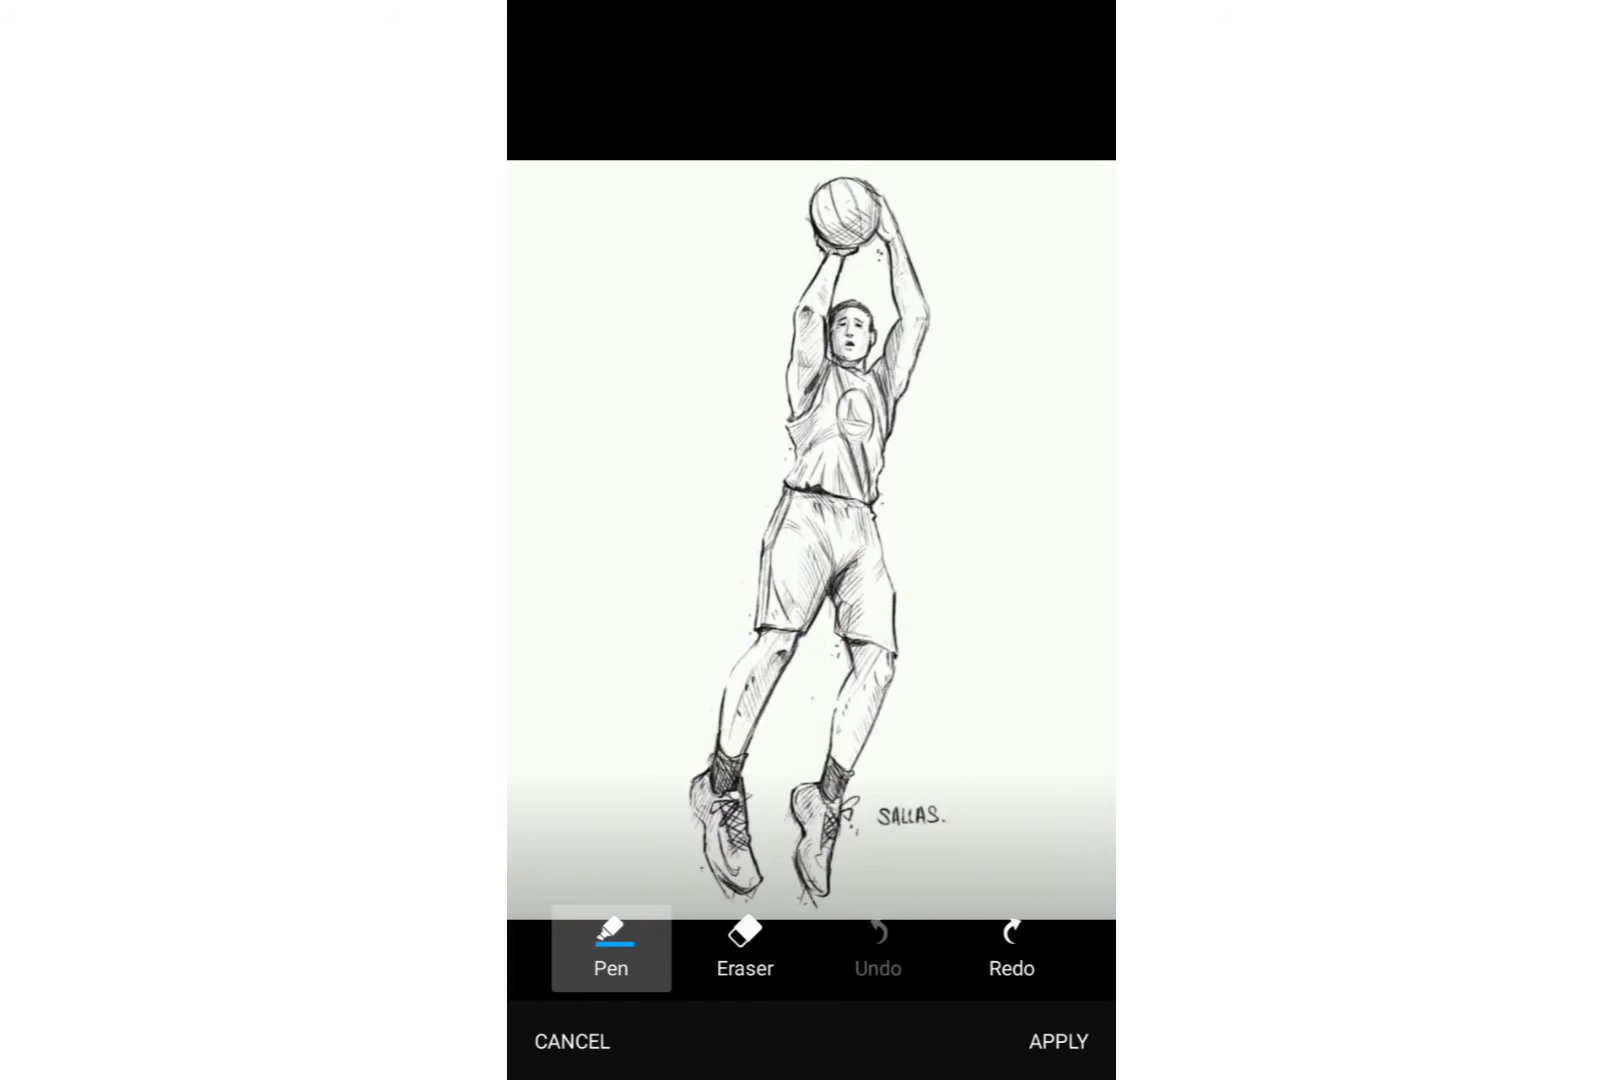 SALLAS.
Pen
Eraser
Undo
Redo
CANCEL
APPLY